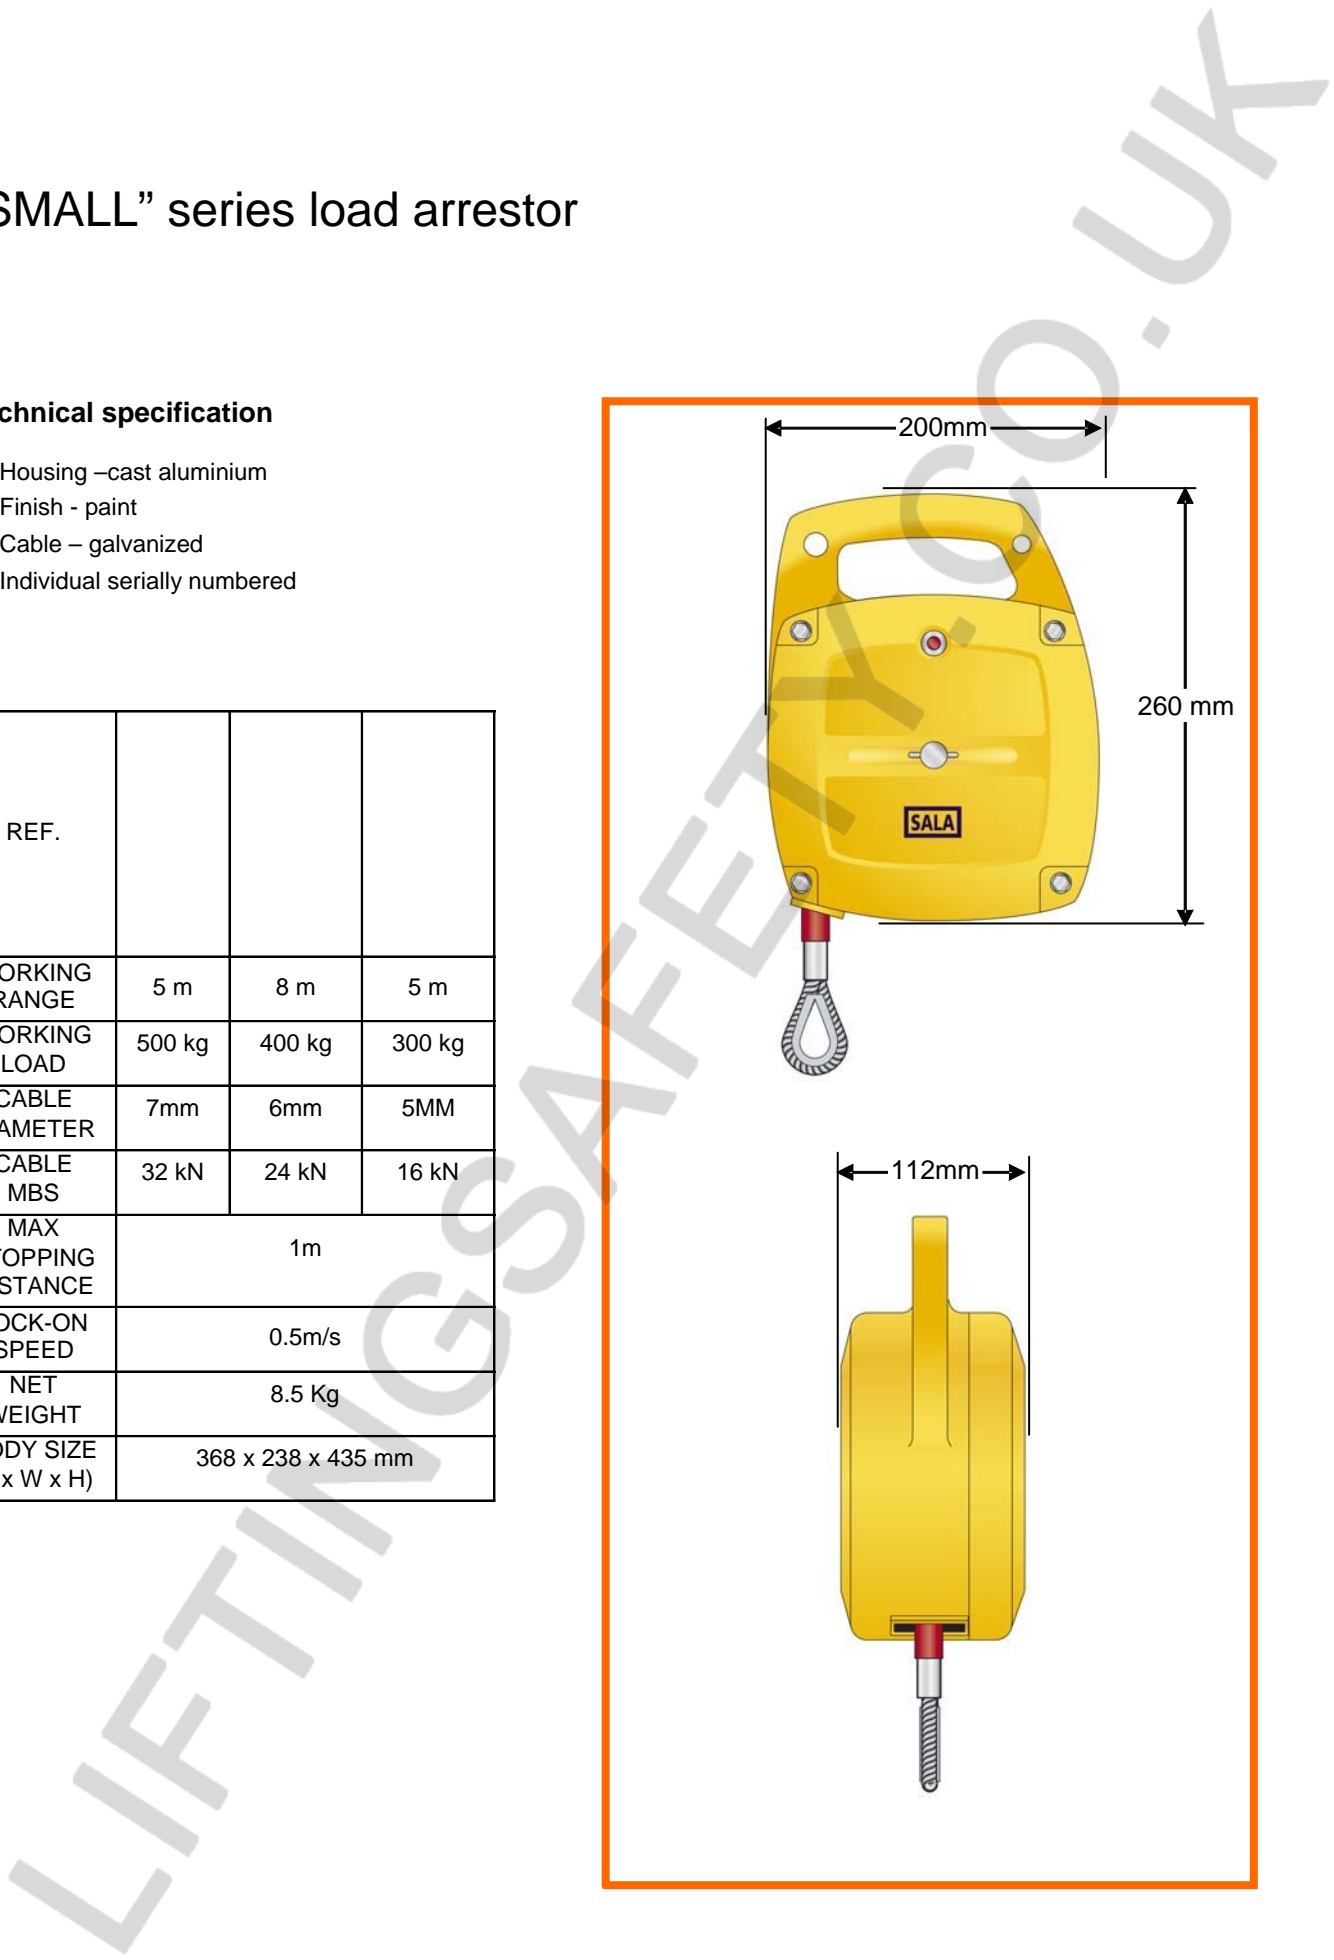 SMALL” series load arrestor
chnical specification
Housing –cast aluminium
Finish - paint
Cable – galvanized
Individual serially numbered
REF.
ORKING
RANGE
5 m
8 m
5 m
ORKING
LOAD
500 kg
400 kg
300 kg
CABLE
AMETER
7mm
6mm
5MM
CABLE
MBS
32 kN
24 kN
16 kN
MAX
TOPPING
STANCE
1m
OCK-ON
SPEED
0.5m/s
NET
WEIGHT
8.5 Kg
ODY SIZE
x W x H)
368 x 238 x 435 mm
200mm
260 mm
SALA
112mm
LIFTINGSAFETY.CO.UK